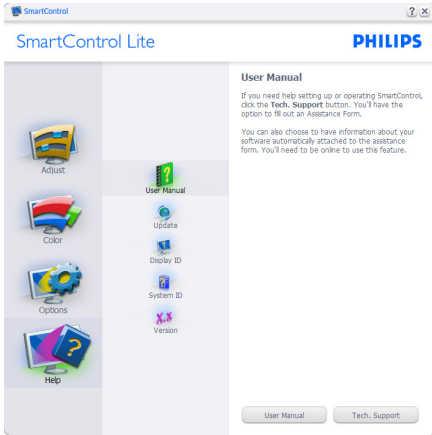 SmartControl
? x
SmartControl Lite
PHILIPS
Adjust
Color
Options
Help
User Manual
Update
Display ID
System ID
X.X
Version
User Manual
If you need help setting up or operating SmartControl,
click the Tech. Support button. You'll have the
option to fill out an Assistance Form.
You can also choose to have information about your
software automatically attached to the assistance
form. You'll need to be online to use this feature.
User Manual
Tech. Support